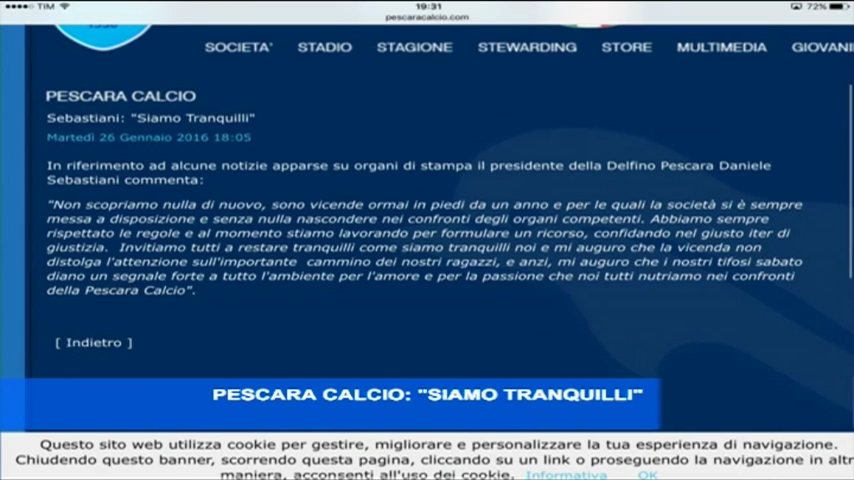 TIM 19:31 72%
pescaracalcio.com
1936
SOCIETA' STADIO STAGIONE STEWARDING STORE MULTIMEDIA GIOVANI
PESCARA CALCIO
Sebastiani: "Siamo Tranquilli"
Martedì 26 Gennaio 2016 18:05
In riferimento ad alcune notizie apparse su organi di stampa il presidente della Delfino Pescara Daniele
Sebastiani commenta:
"Non scopriamo nulla di nuovo, sono vicende ormai in piedi da un anno e per le quali la società si è sempre
messa a disposizione e senza nulla nascondere nei confronti degli organi competenti. Abbiamo sempre
rispettato le regole e al momento stiamo lavorando per formulare un ricorso, confidando nel giusto iter di
giustizia. Invitiamo tutti a restare tranquilli come siamo tranquilli noi e mi auguro che la vicenda non
distolga l'attenzione sull'importante cammino dei nostri ragazzi, e anzi, mi auguro che i nostri tifosi sabato
diano un segnale forte a tutto l'ambiente per l'amore e per la passione che noi tutti nutriamo nei confronti
della Pescara Calcio".
[ Indietro ]
PESCARA CALCIO: "SIAMO TRANQUILLI"
Questo sito web utilizza cookie per gestire, migliorare e personalizzare la tua esperienza di navigazione.
Chiudendo questo banner, scorrendo questa pagina, cliccando su un link o proseguendo la navigazione in altr
maniera, acconsenti all'uso dei cookie. Informativa OK